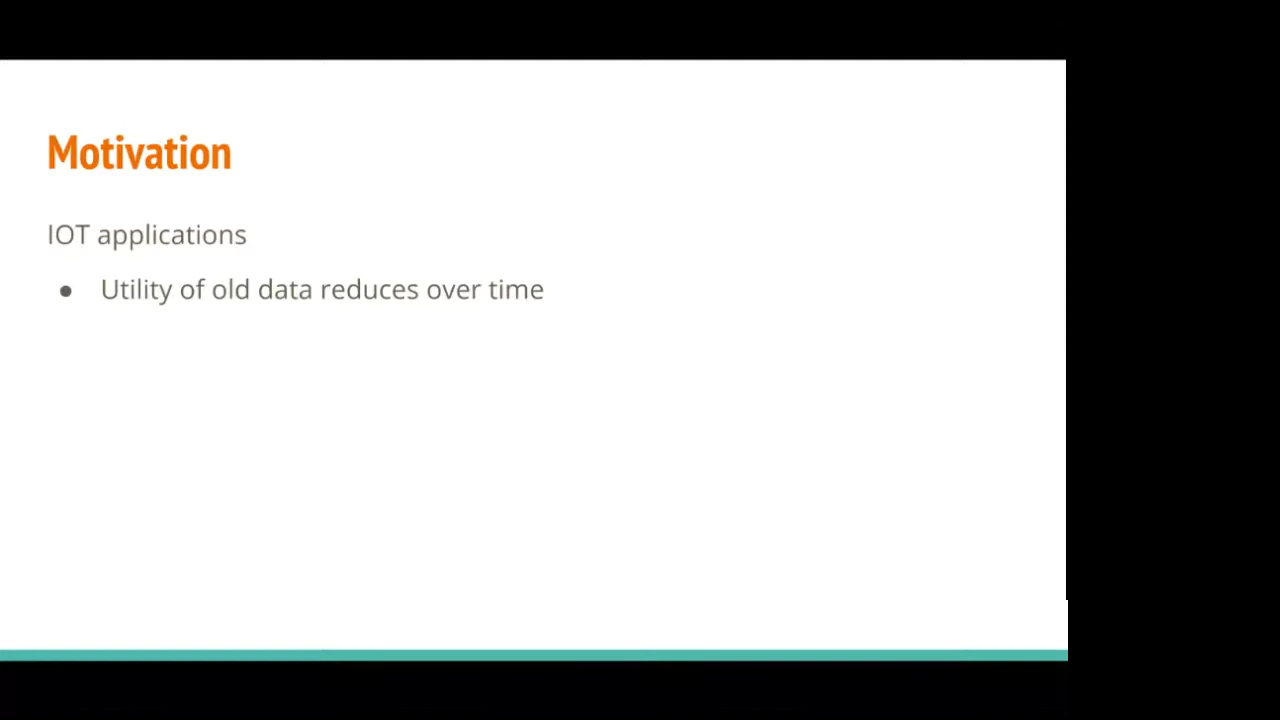 Motivation
IOT applications
● Utility of old data reduces over time